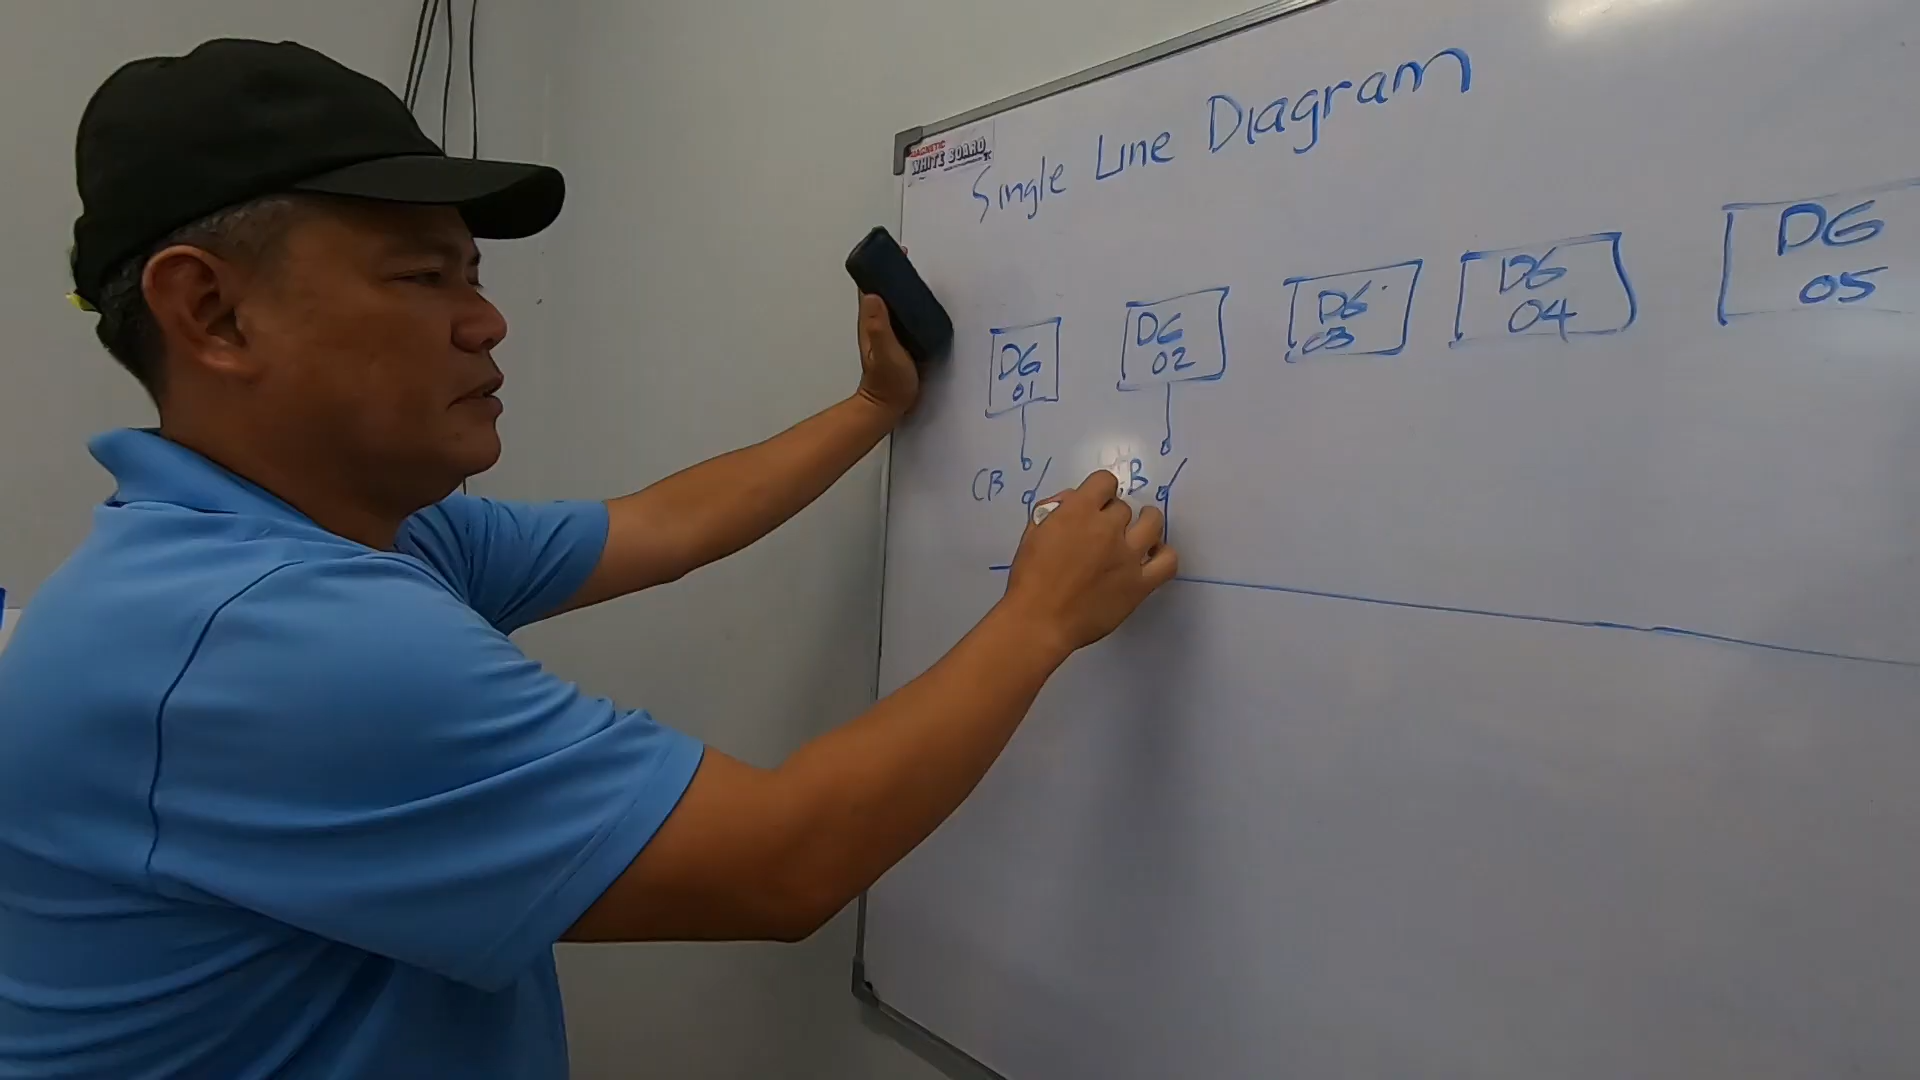 MAGNETIC
WHITE BOARD
Single Line Diagram
DG
01
DG
02
DG
03
DG
04
DG
05
CB
B